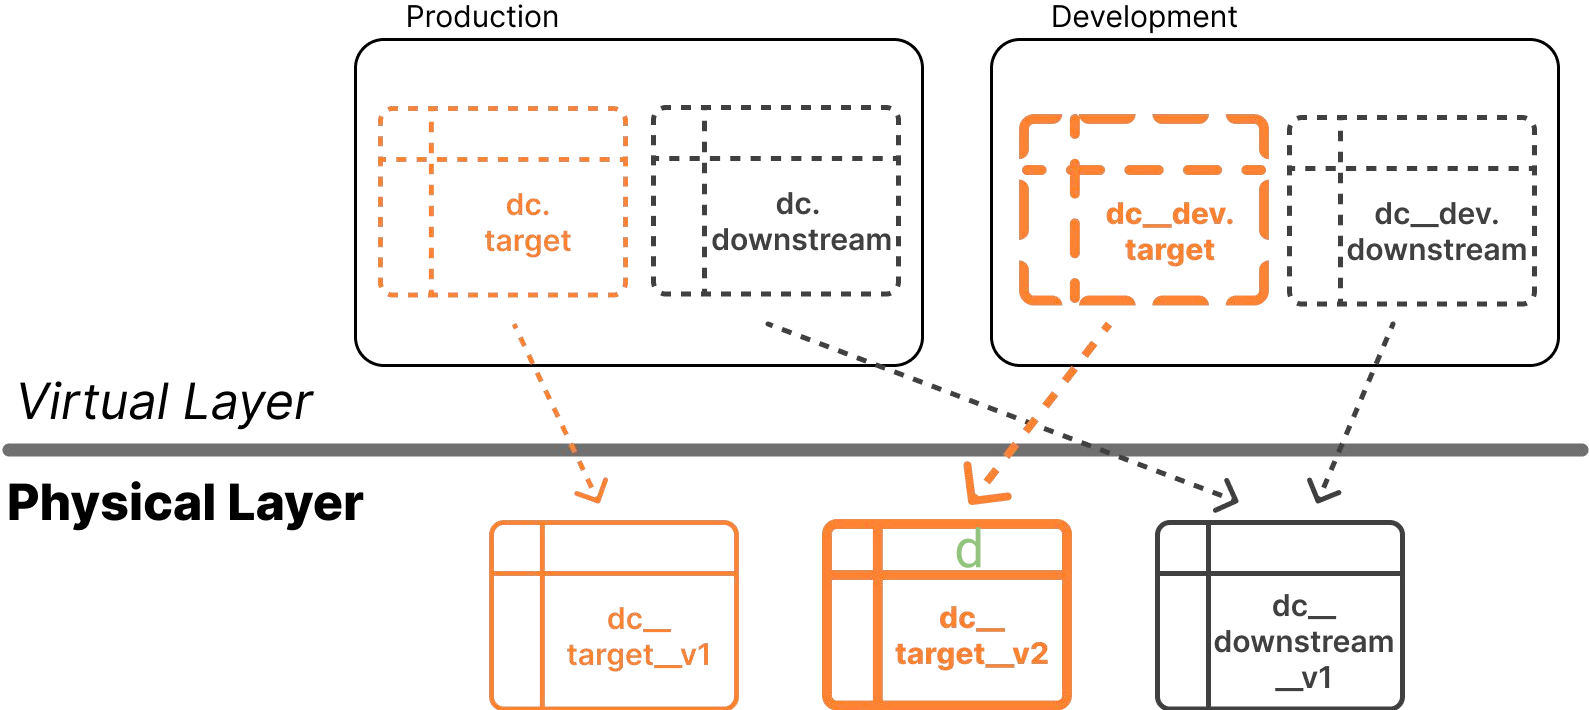 Production
Development
dc.
target
dc.
downstream
dc__dev.
target
dc__dev.
downstream
Virtual Layer
Physical Layer
d
dc__
target__v1
dc__
target__v2
dc__
downstream
__v1